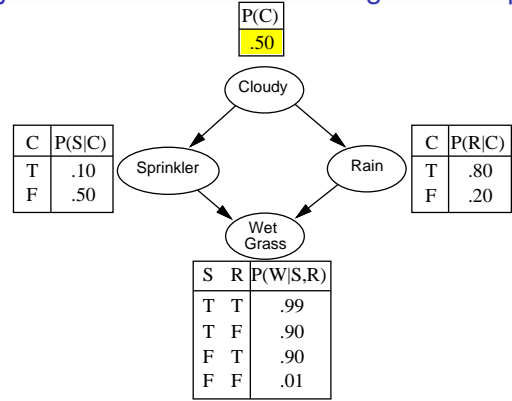 P(C)
.50
Cloudy
C P(S|C)
T .10
F .50
Sprinkler
Rain
C P(R|C)
T .80
F .20
Wet
Grass
S R P(W|S,R)
T T .99
T F .90
F T .90
F F .01